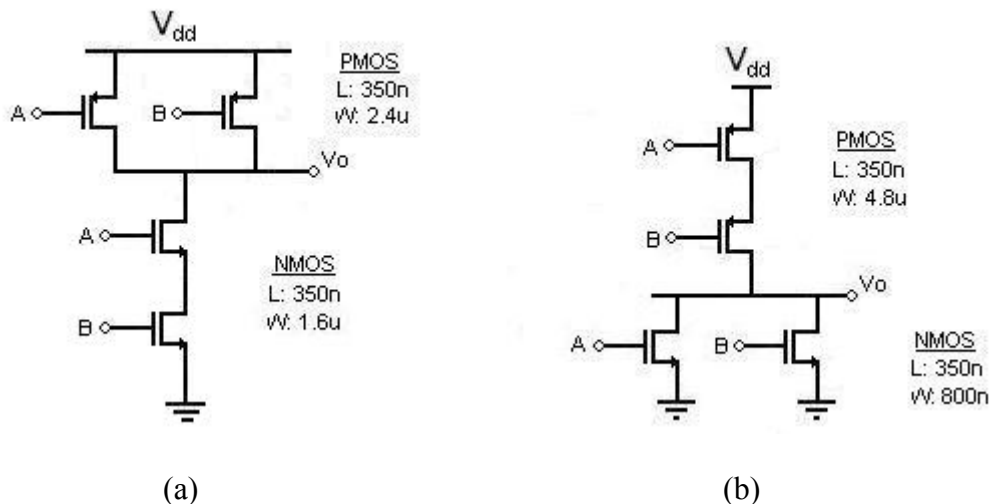 Vdd
PMOS
L: 350n
W: 2.4u
A
B
Vo
A
NMOS
L: 350n
W: 1.6u
B
(a)
Vdd
PMOS
L: 350n
W: 4.8u
A
B
Vo
A
B
NMOS
L: 350n
W: 800n
(b)